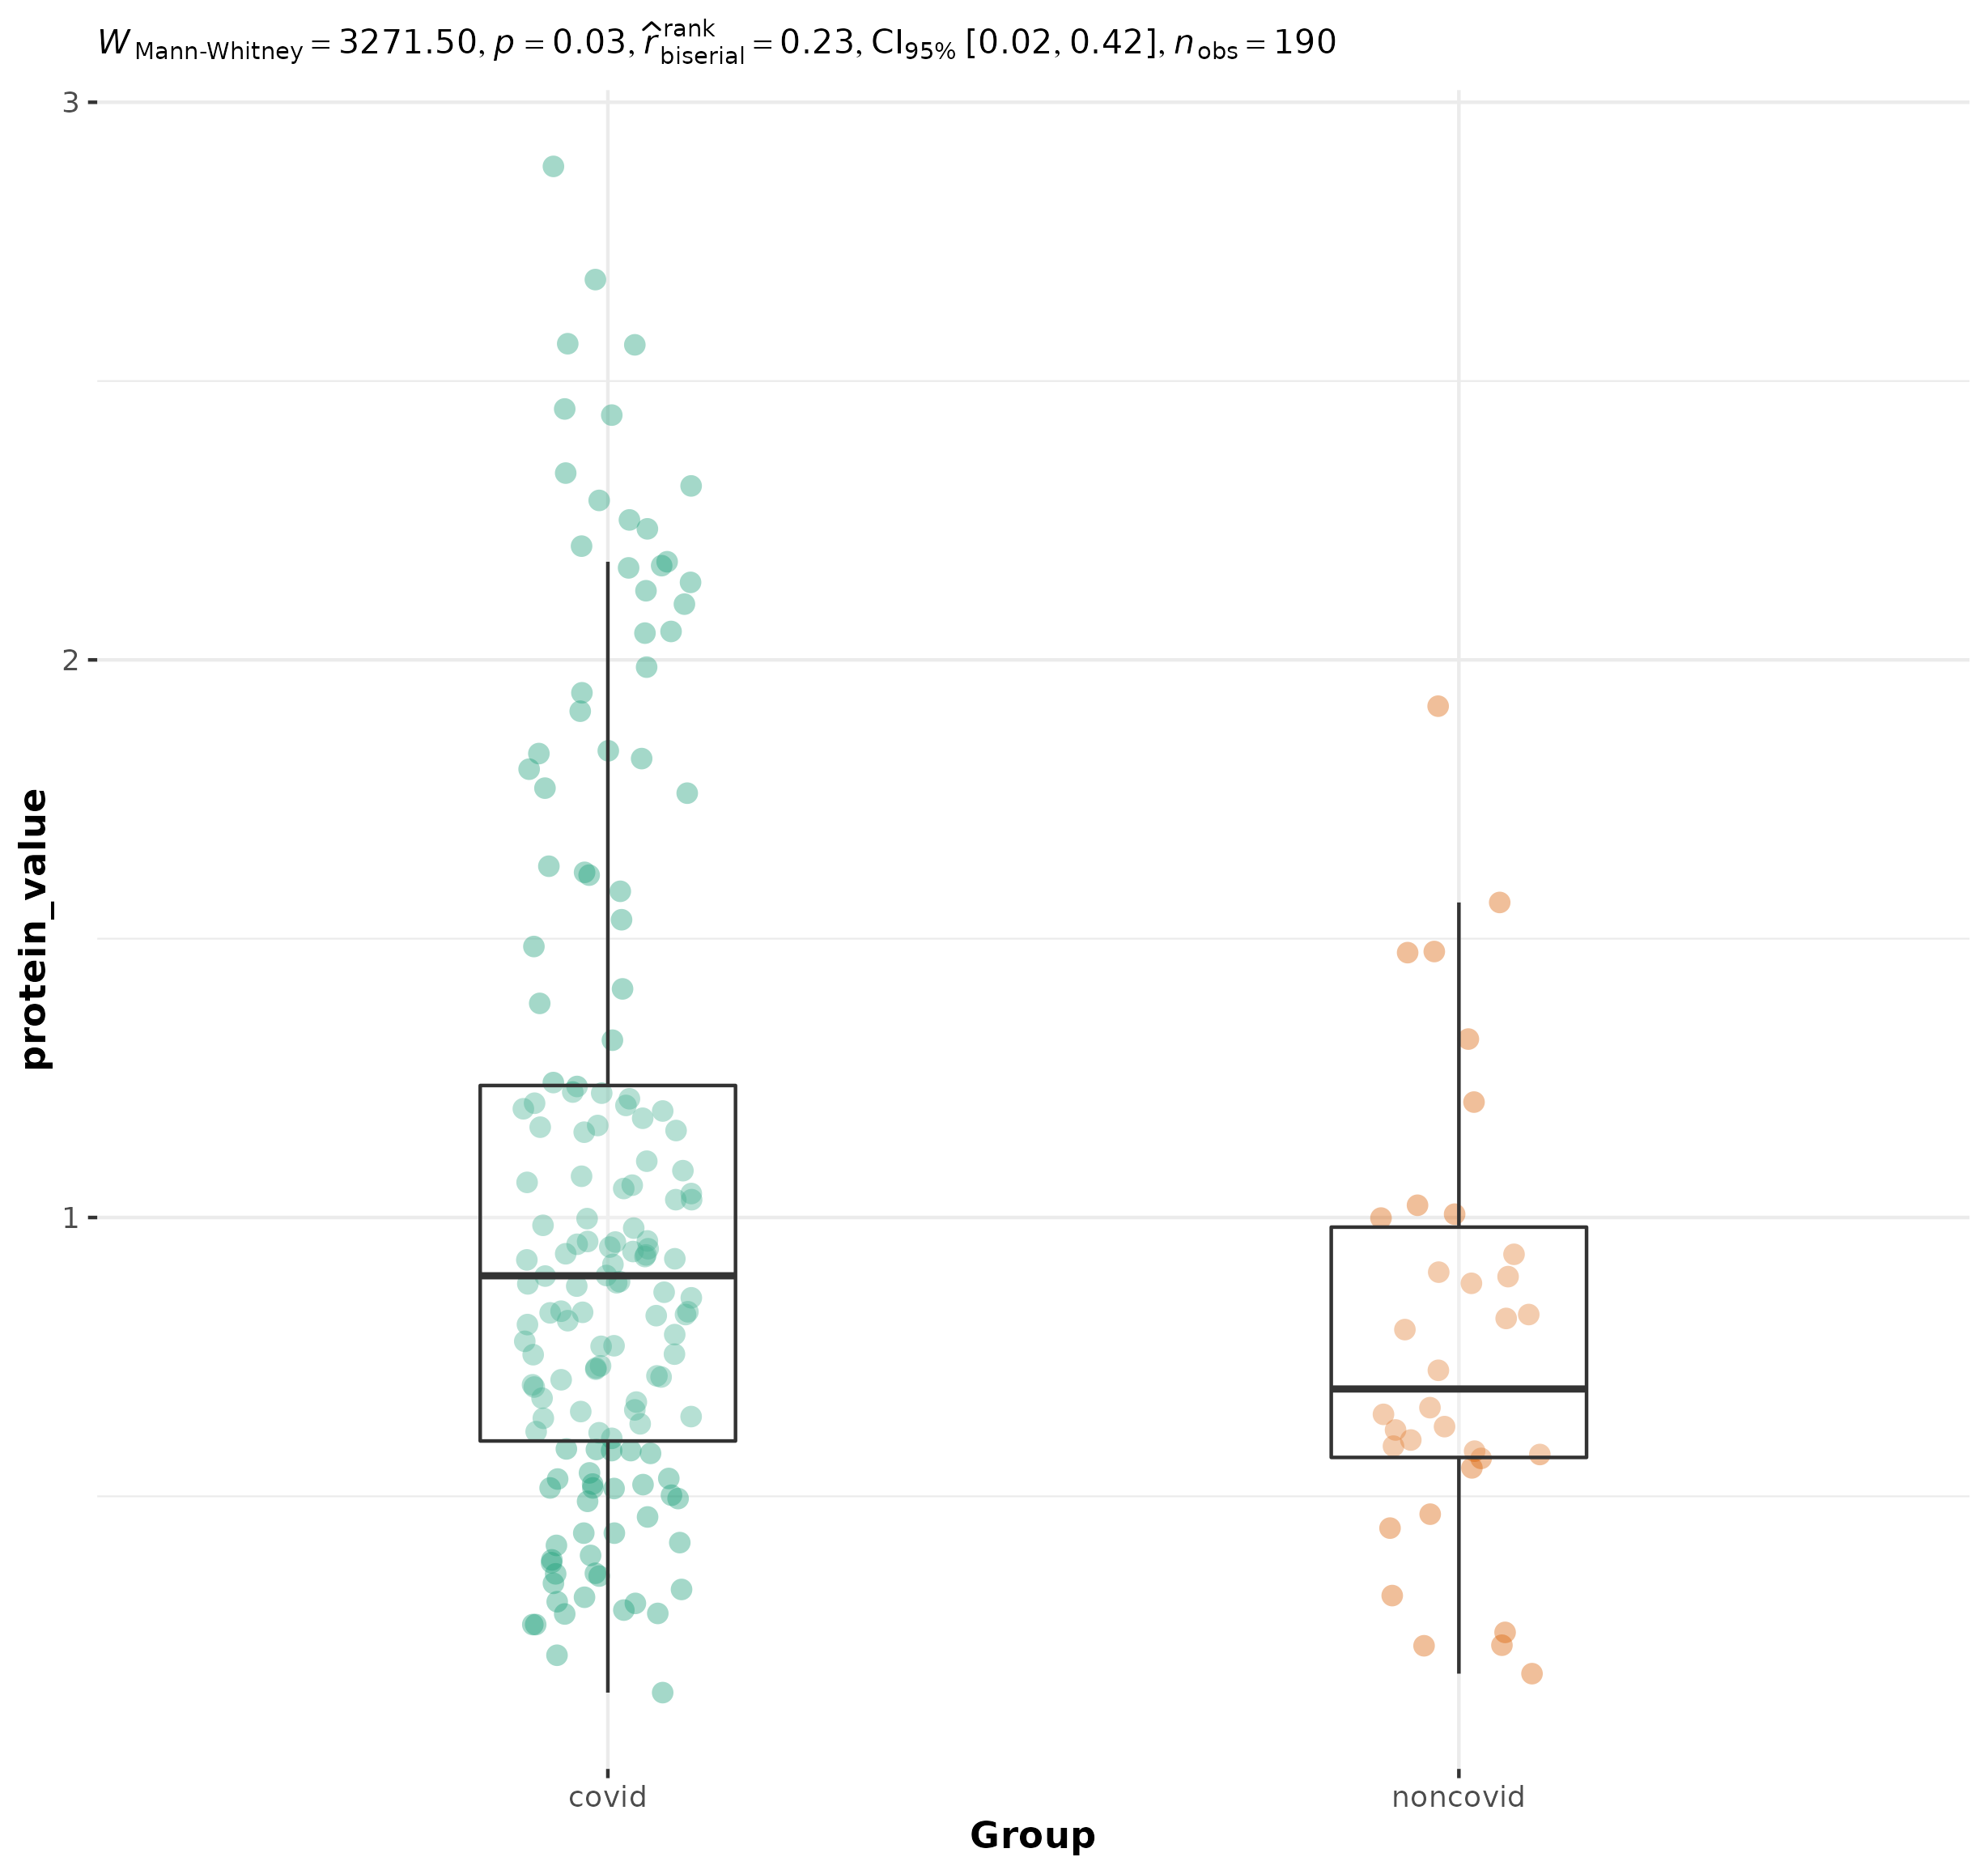 W Mann-Whitney = 3271.50, p = 0.03, r̂ rank biserial = 0.23, CI95% [0.02, 0.42], n obs = 190
3
2
1
protein_value
covid noncovid
Group